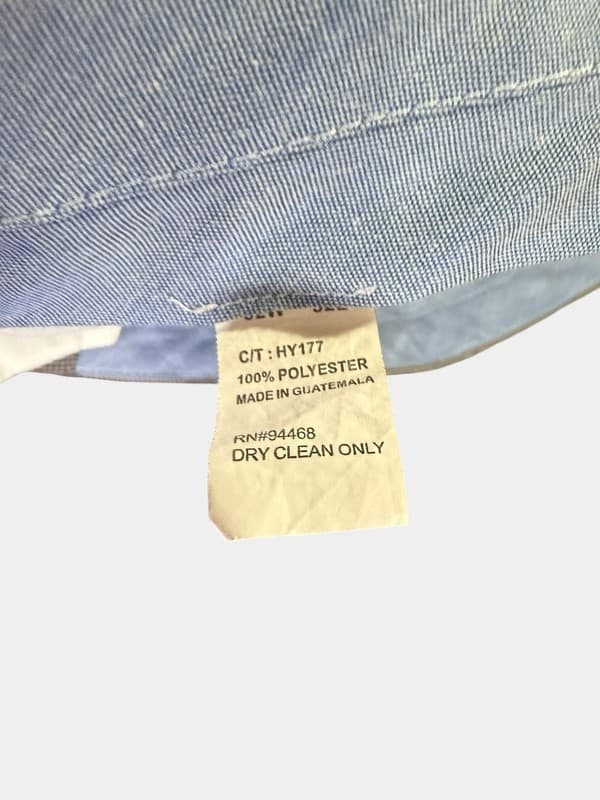 C/T : HY177
100% POLYESTER
MADE IN GUATEMALA
RN#94468
DRY CLEAN ONLY